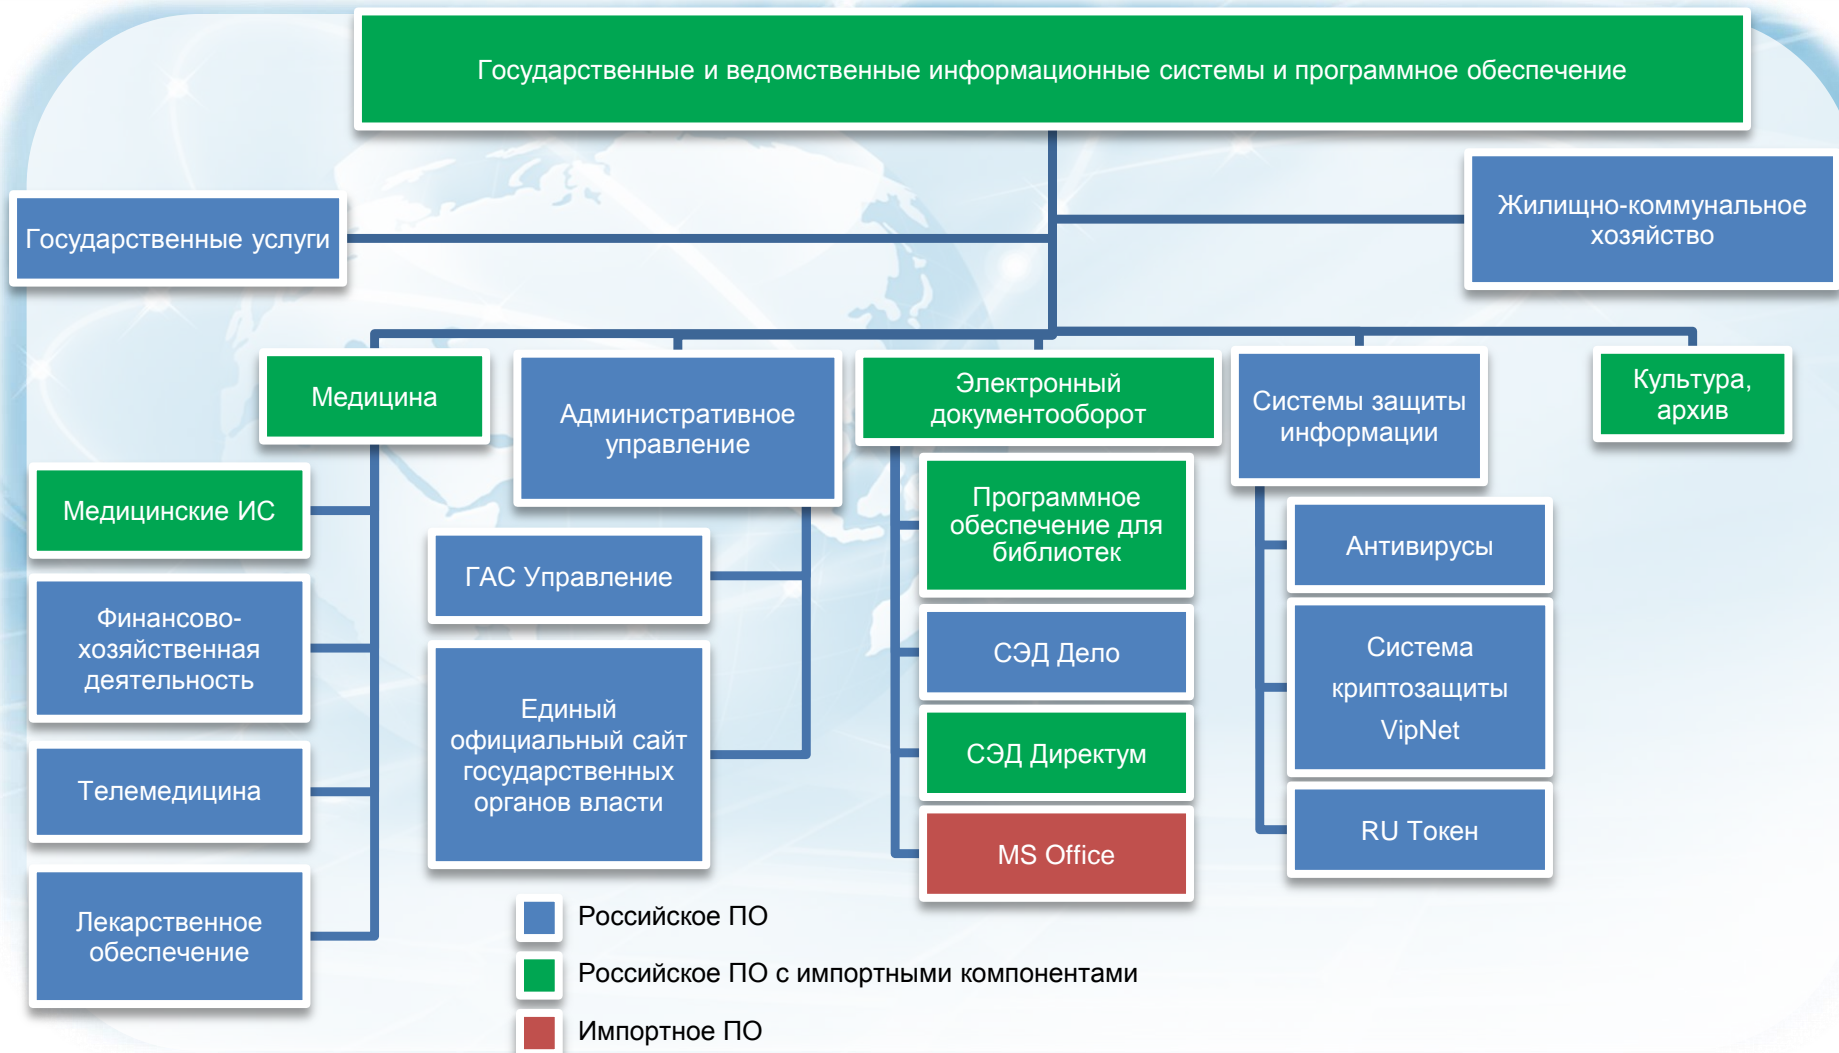 Государственные и ведомственные информационные системы и программное обеспечение
Государственные услуги
Жилищно-коммунальное
хозяйство
Медицина
Медицинские ИС
Финансово-
хозяйственная
деятельность
Телемедицина
Лекарственное
обеспечение
Административное
управление
ГАС Управление
Единый
официальный сайт
государственных
органов власти
Электронный
документооборот
Программное
обеспечение для
библиотек
СЭД Дело
СЭД Директум
MS Office
Системы защиты
информации
Антивирусы
Система
криптозащиты
VipNet
RU Токен
Культура,
архив
Российское ПО
Российское ПО с импортными компонентами
Импортное ПО